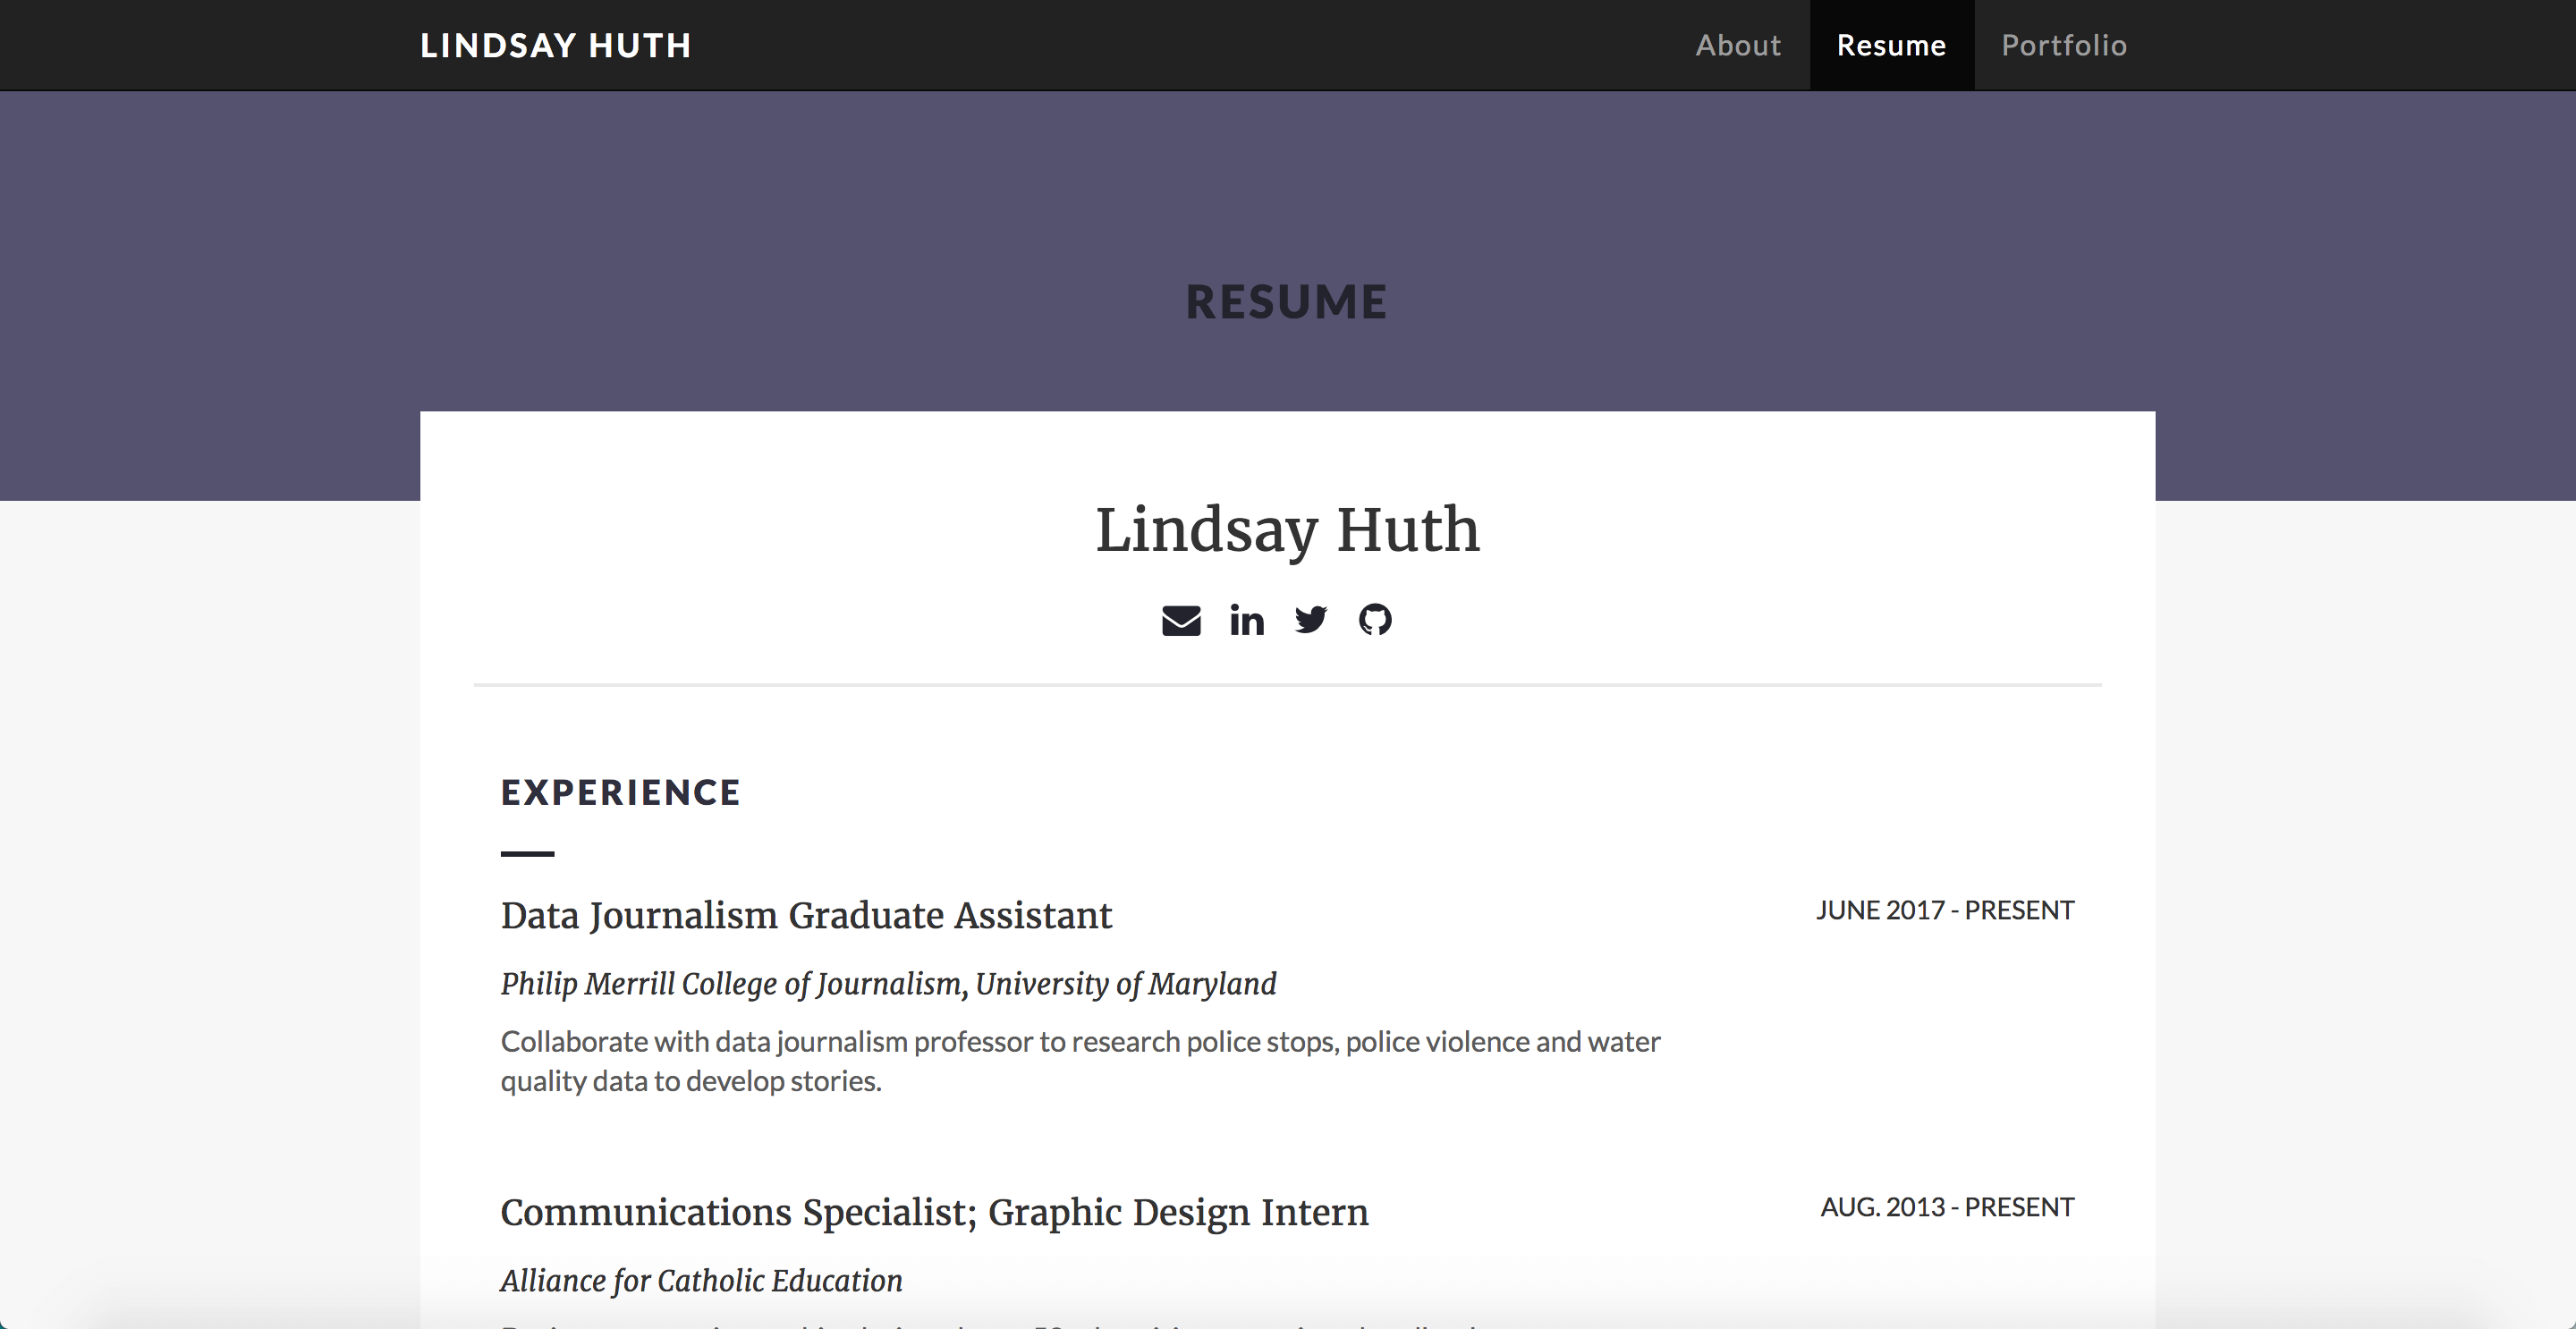 LINDSAY HUTH
About
Resume
Portfolio
RESUME
Lindsay Huth
in
EXPERIENCE
Data Journalism Graduate Assistant
JUNE 2017 - PRESENT
Philip Merrill College of Journalism, University of Maryland
Collaborate with data journalism professor to research police stops, police violence and water
quality data to develop stories.
Communications Specialist; Graphic Design Intern
AUG. 2013 - PRESENT
Alliance for Catholic Education